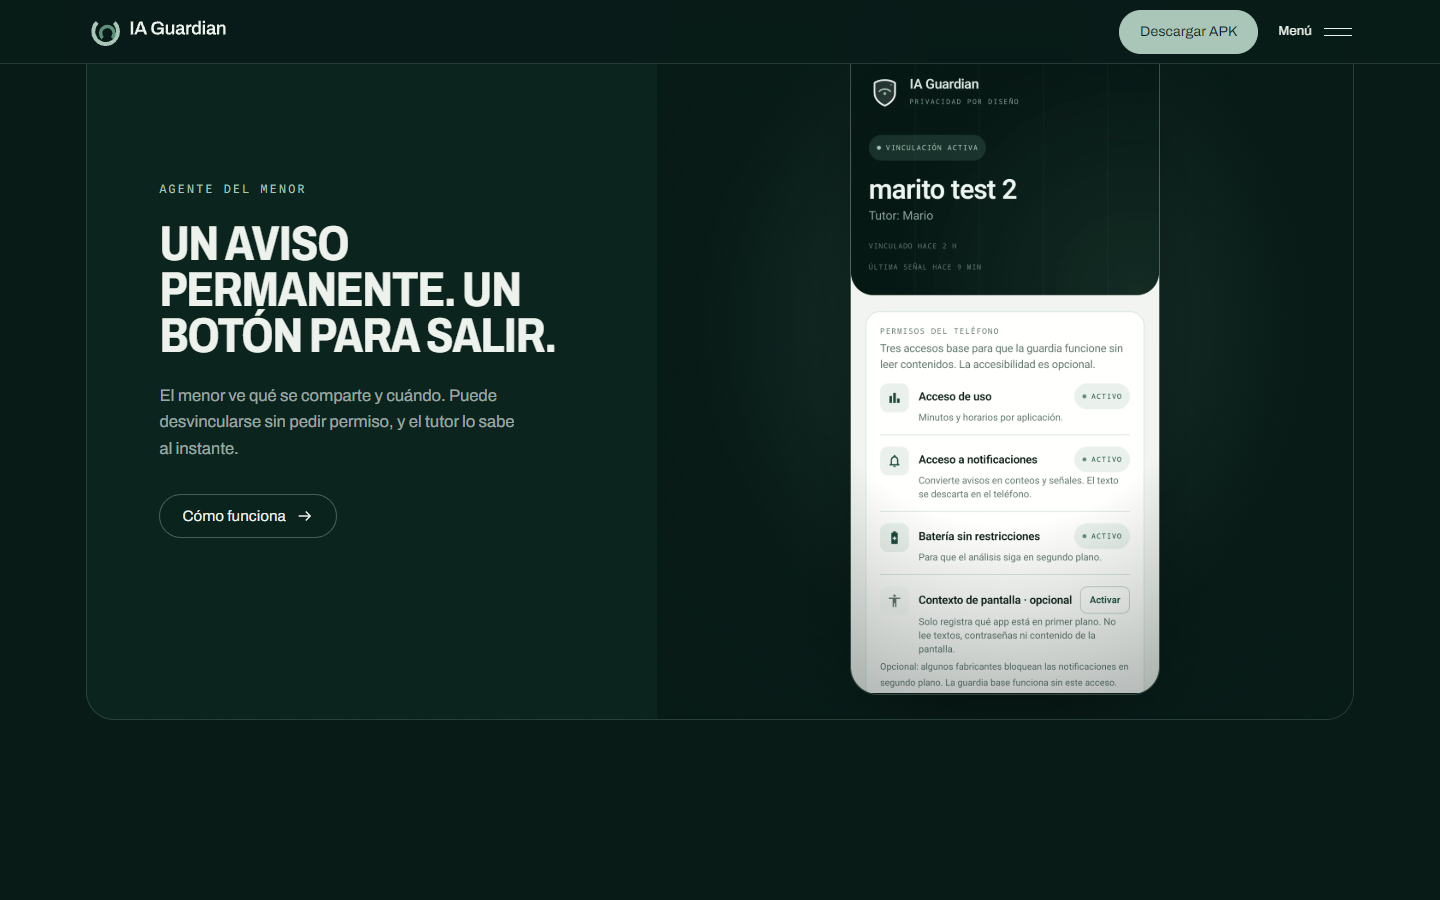 IA Guardian
Descargar APK
Menú
AGENTE DEL MENOR
UN AVISO
PERMANENTE. UN
BOTÓN PARA SALIR.
El menor ve qué se comparte y cuándo. Puede
desvincularse sin pedir permiso, y el tutor lo sabe
al instante.
Cómo funciona
IA Guardian
PRIVACIDAD POR DISEÑO
VINCULACIÓN ACTIVA
marito test 2
Tutor: Mario
VINCULADO HACE 2 H
ÚLTIMA SEÑAL HACE 9 MIN
PERMISOS DEL TELÉFONO
Tres accesos base para que la guardia funcione sin
leer contenidos. La accesibilidad es opcional.
Acceso de uso
ACTIVO
Minutos y horarios por aplicación.
Acceso a notificaciones
ACTIVO
Convierte avisos en conteos y señales. El texto
se descarta en el teléfono.
Batería sin restricciones
ACTIVO
Para que el análisis siga en segundo plano.
Contexto de pantalla · opcional
Activar
Solo registra qué app está en primer plano. No
lee textos, contraseñas ni contenido de la
pantalla.
Opcional: algunos fabricantes bloquean las notificaciones en
segundo plano. La guardia base funciona sin este acceso.